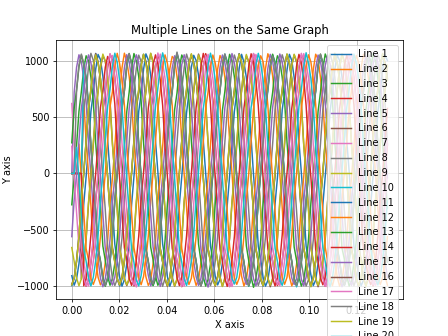 Multiple Lines on the Same Graph
Y axis
1000
500
0
−500
−1000
0.00 0.02 0.04 0.06 0.08 0.10
X axis
Line 1
Line 2
Line 3
Line 4
Line 5
Line 6
Line 7
Line 8
Line 9
Line 10
Line 11
Line 12
Line 13
Line 14
Line 15
Line 16
Line 17
Line 18
Line 19
Line 20